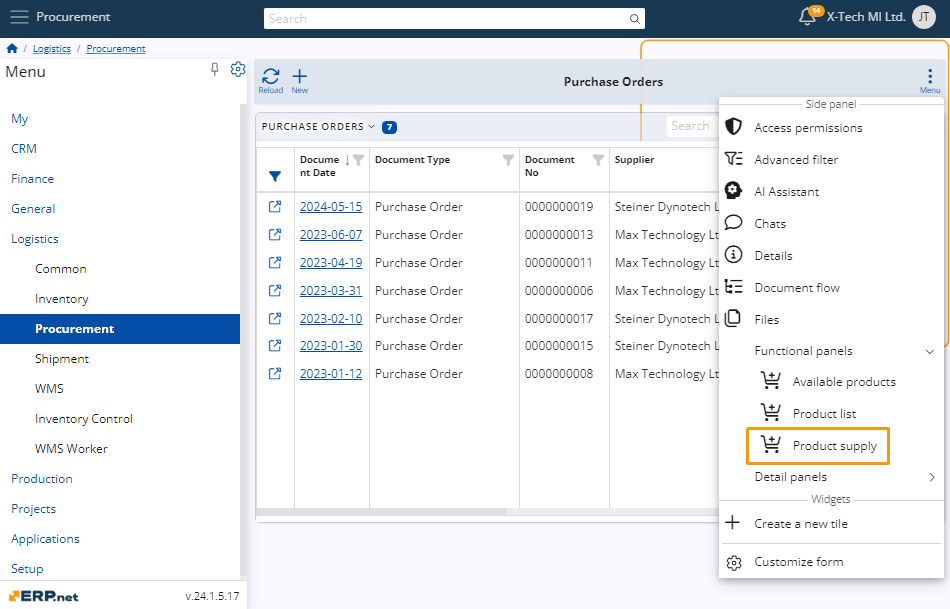 Procurement
Search
14
X-Tech MI Ltd.
JT
/ Logistics / Procurement
Menu
Reload
New
Purchase Orders
Menu
My
CRM
Finance
General
Logistics
Common
Inventory
Procurement
Shipment
WMS
Inventory Control
WMS Worker
Production
Projects
Applications
Setup
ERP.net
v.24.1.5.17
PURCHASE ORDERS 7
Search
Docume
nt Date
Document Type
Document
No
Supplier
2024-05-15 Purchase Order 0000000019 Steiner Dynotech L
2023-06-07 Purchase Order 0000000013 Max Technology Lt
2023-04-19 Purchase Order 0000000011 Max Technology Lt
2023-03-31 Purchase Order 0000000006 Max Technology Lt
2023-02-10 Purchase Order 0000000017 Steiner Dynotech L
2023-01-30 Purchase Order 0000000015 Steiner Dynotech L
2023-01-12 Purchase Order 0000000008 Max Technology Lt
Side panel
Access permissions
Advanced filter
AI Assistant
Chats
Details
Document flow
Files
Functional panels
Available products
Product list
Product supply
Detail panels
Widgets
Create a new tile
Customize form